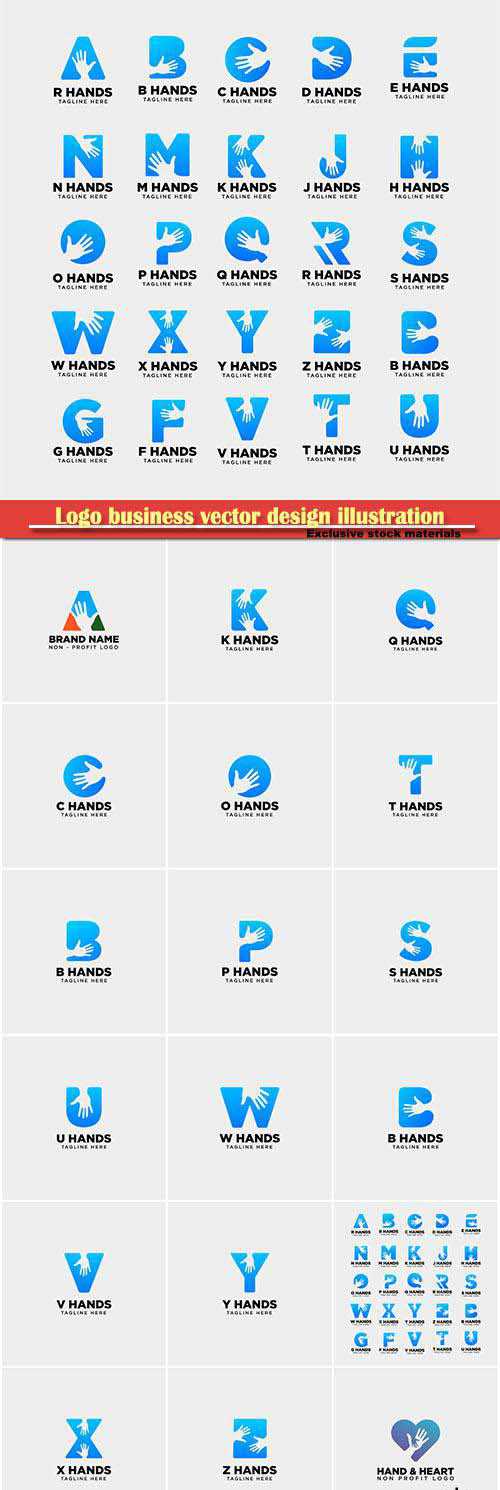 R HANDS B HANDS C HANDS D HANDS E HANDS
TAGLINE HERE TAGLINE HERE TAGLINE HERE TAGLINE HERE TAGLINE HERE
N HANDS M HANDS K HANDS J HANDS H HANDS
TAGLINE HERE TAGLINE HERE TAGLINE HERE TAGLINE HERE TAGLINE HERE
O HANDS P HANDS Q HANDS R HANDS S HANDS
TAGLINE HERE TAGLINE HERE TAGLINE HERE TAGLINE HERE TAGLINE HERE
W HANDS X HANDS Y HANDS Z HANDS B HANDS
TAGLINE HERE TAGLINE HERE TAGLINE HERE TAGLINE HERE TAGLINE HERE
G HANDS F HANDS V HANDS T HANDS U HANDS
TAGLINE HERE TAGLINE HERE TAGLINE HERE TAGLINE HERE TAGLINE HERE
Logo business vector design illustration
Exclusive stock materials
BRAND NAME K HANDS Q HANDS
NON - PROFIT LOGO TAGLINE HERE TAGLINE HERE
C HANDS O HANDS T HANDS
TAGLINE HERE TAGLINE HERE TAGLINE HERE
B HANDS P HANDS S HANDS
TAGLINE HERE TAGLINE HERE TAGLINE HERE
U HANDS W HANDS B HANDS
TAGLINE HERE TAGLINE HERE TAGLINE HERE
V HANDS Y HANDS
TAGLINE HERE TAGLINE HERE
X HANDS Z HANDS HAND & HEART
TAGLINE HERE TAGLINE HERE NON PROFIT LOGO